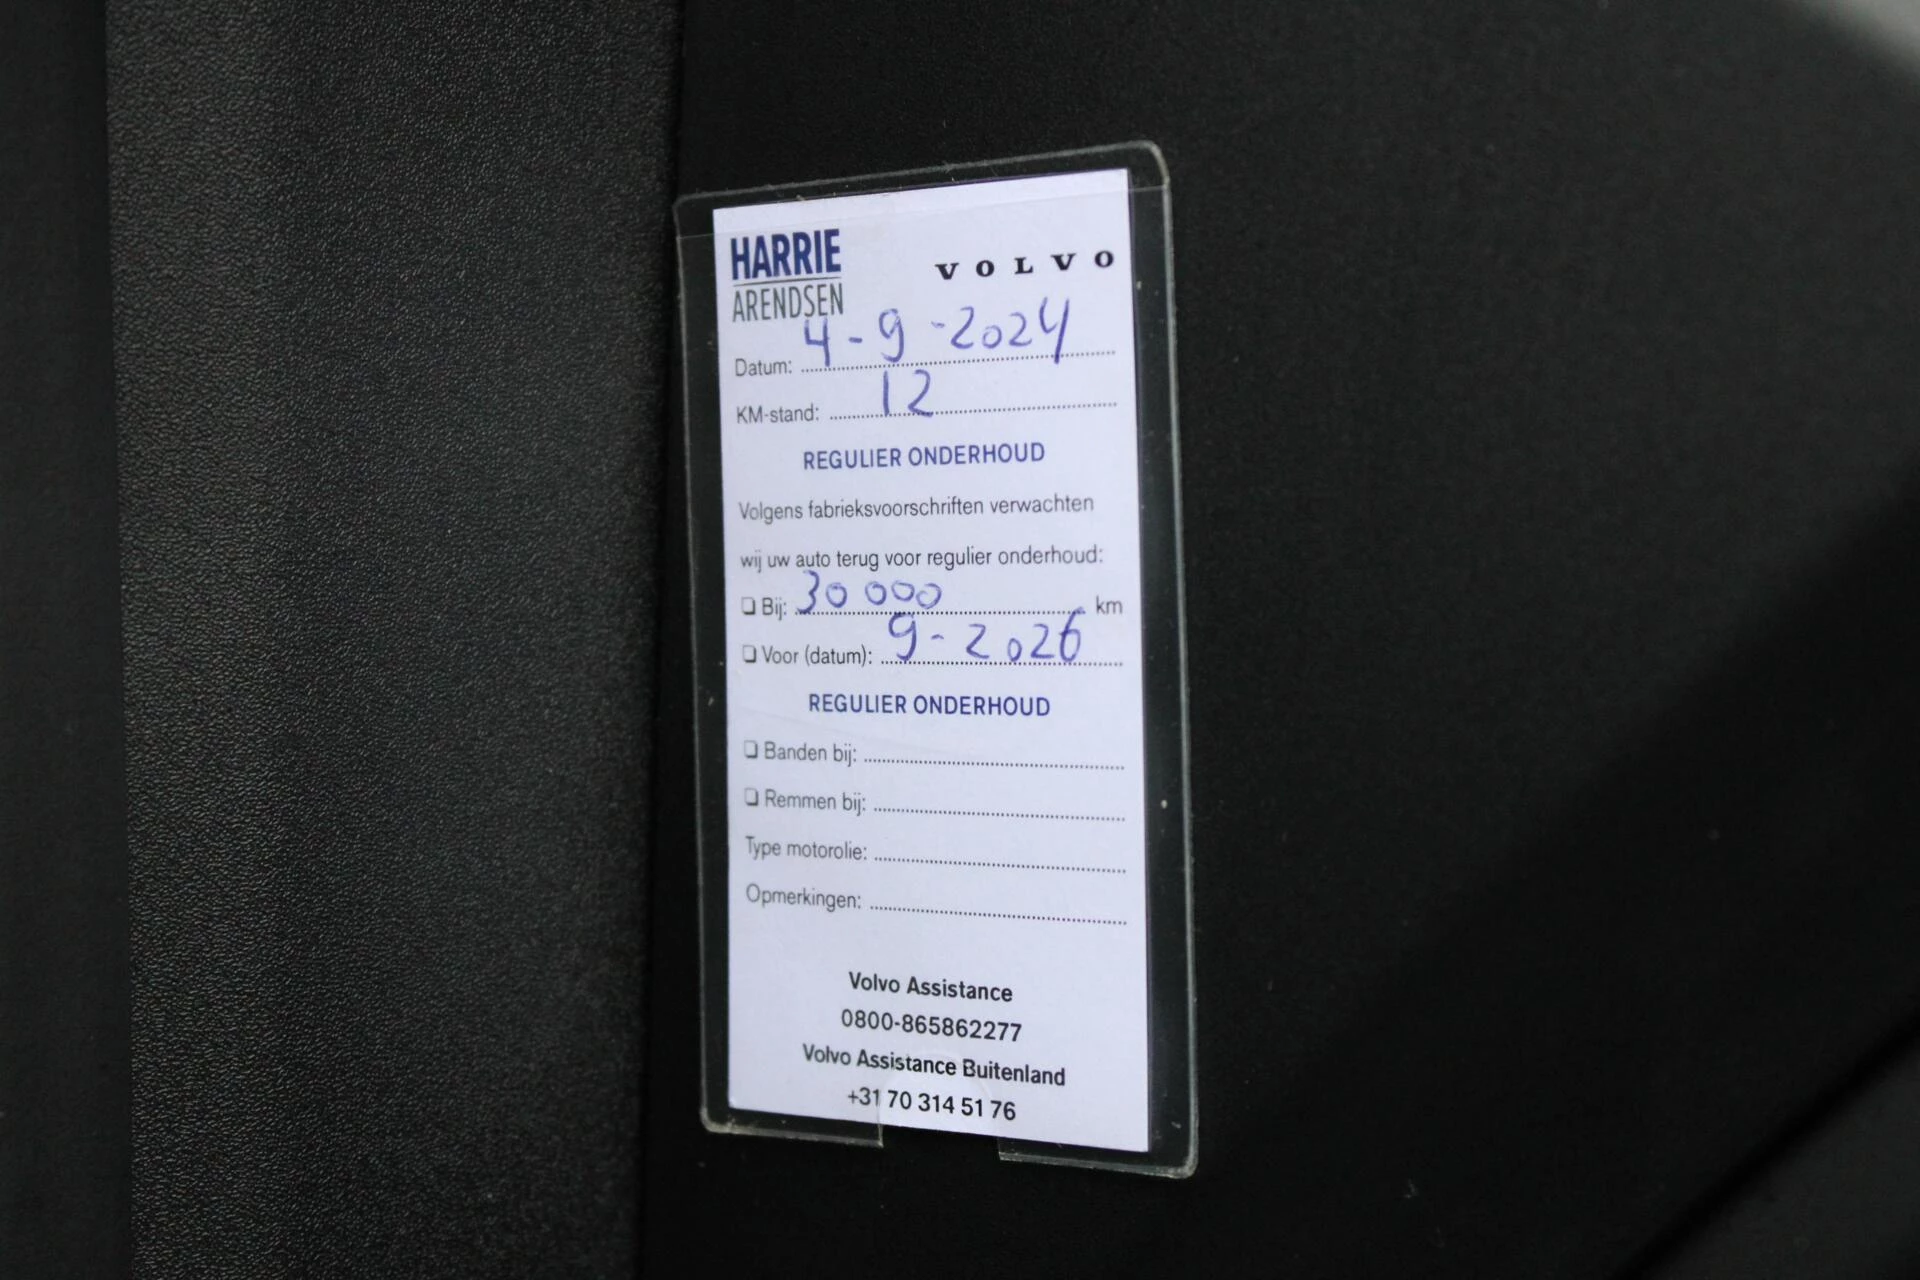 HARRIE
ARENDSEN
VOLVO
Datum: 4-9-2024
KM-stand: 12
REGULIER ONDERHOUD
Volgens fabrieksvoorschriften verwachten
wij uw auto terug voor regulier onderhoud:
❏ Bij: 30 000 km
❏ Voor (datum): 9-2026
REGULIER ONDERHOUD
❏ Banden bij:
❏ Remmen bij:
Type motorolie:
Opmerkingen:
Volvo Assistance
0800-865862277
Volvo Assistance Buitenland
+31 70 314 51 76